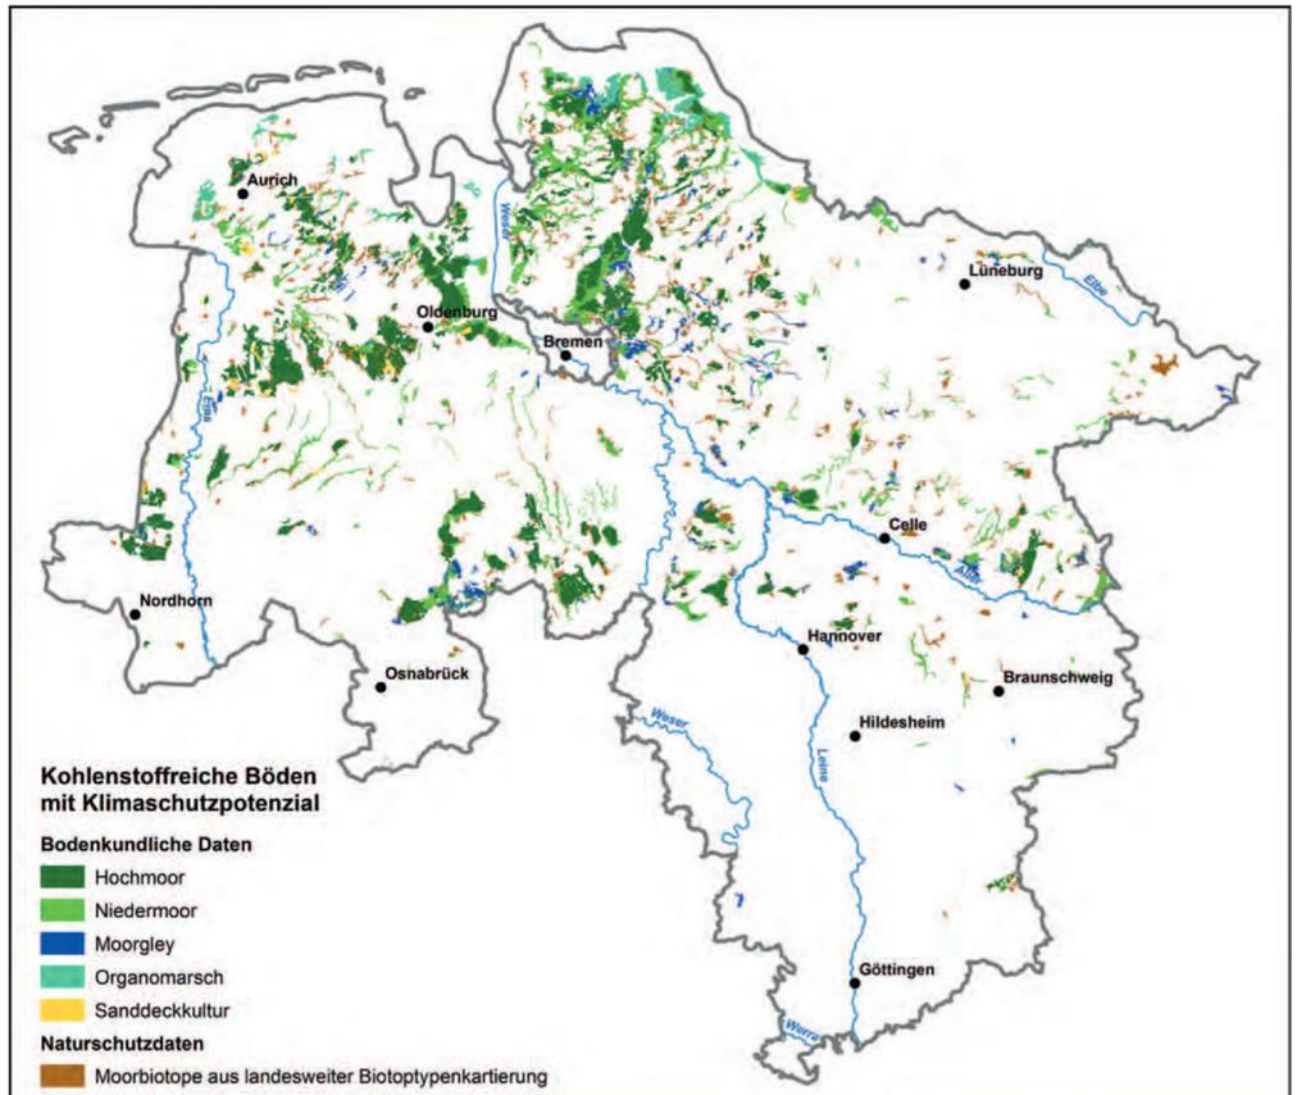 Aurich
Weser
Lüneburg
Elbe
Oldenburg
Bremen
Ems
Celle
Aller
Nordhorn
Hannover
Osnabrück
Braunschweig
Weser
Hildesheim
Leine
Kohlenstoffreiche Böden
mit Klimaschutzpotenzial
Bodenkundliche Daten
Hochmoor
Niedermoor
Moorgley
Organomarsch
Göttingen
Sanddeckkultur
Werra
Naturschutzdaten
Moorbiotope aus landesweiter Biotoptypenkartierung